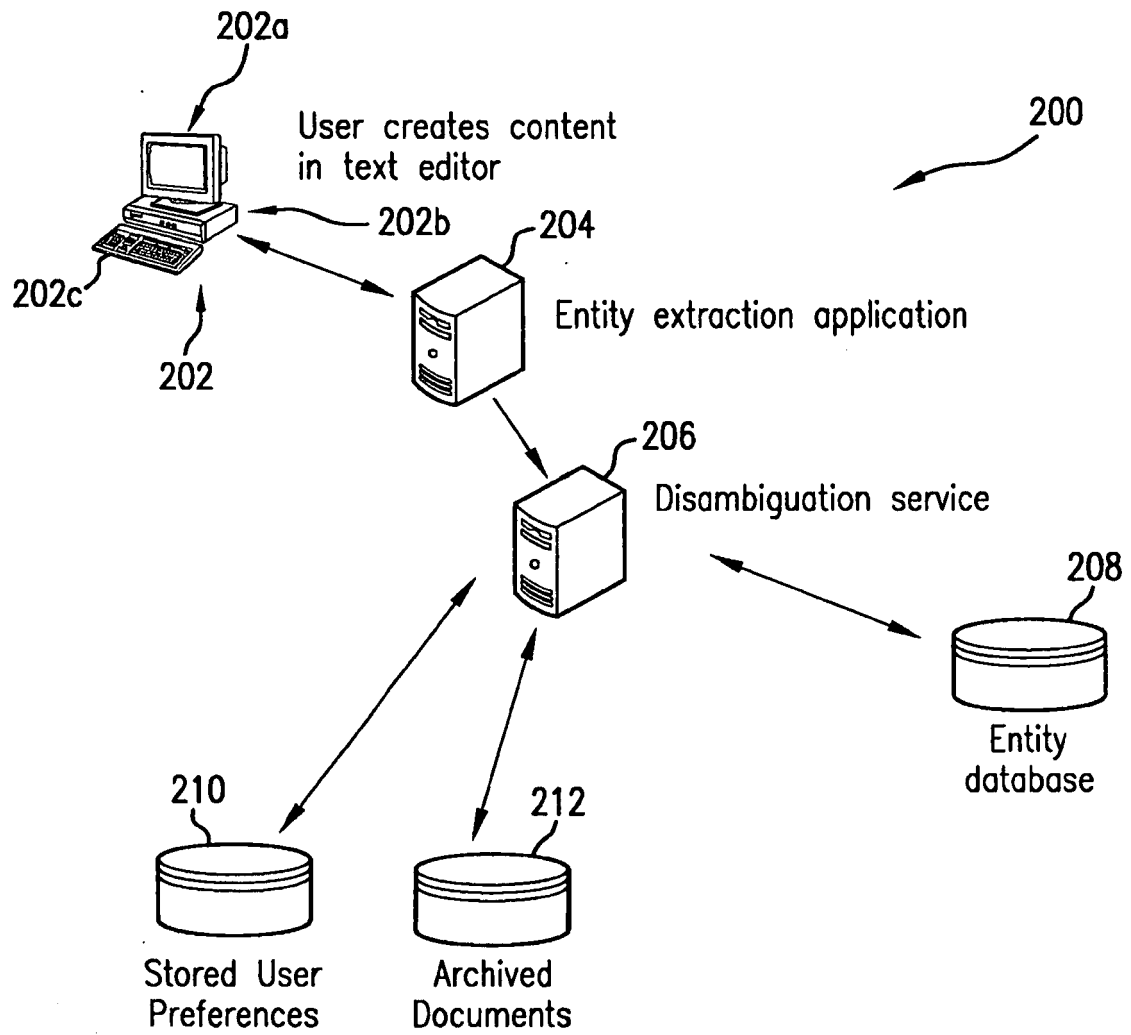 202a
User creates content
in text editor
200
202b
204
202c
Entity extraction application
202
206
Disambiguation service
208
Entity
database
210
212
Stored User
Preferences
Archived
Documents